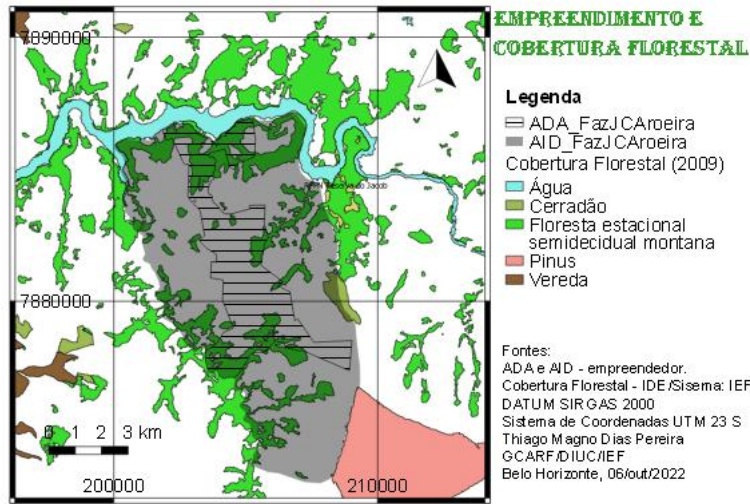 EMPREENDIMENTO E
COBERTURA FLORESTAL
7890000
7880000
200000
210000
0 1 2 3 km
Legenda
ADA_FazJCAroeira
AID_FazJCAroeira
Cobertura Florestal (2009)
Água
Cerradão
Floresta estacional
semidecidual montana
Pinus
Vereda
Fontes:
ADA e AID - empreendedor.
Cobertura Florestal - IDE/Sisema: IEF
DATUM SIRGAS 2000
Sistema de Coordenadas UTM 23 S
Thiago Magno Dias Pereira
GCARF/DIUC/IEF
Belo Horizonte, 06/out/2022
do Jacob